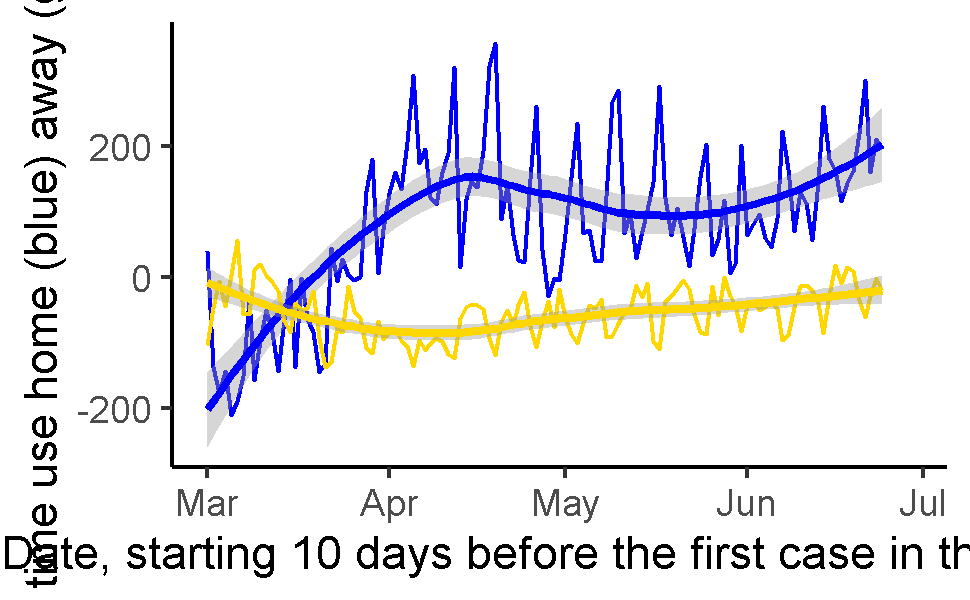 time use home (blue) away (
200
0
-200
Mar Apr May Jun Jul
Date, starting 10 days before the first case in th